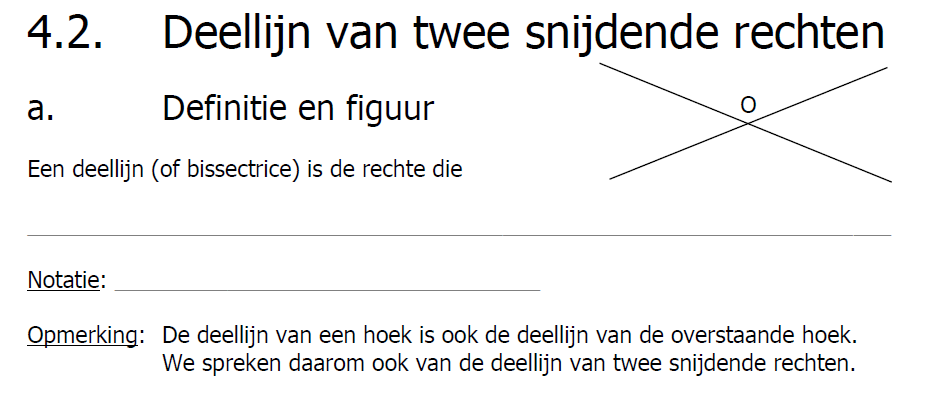 4.2. Deellijn van twee snijdende rechten
a. Definitie en figuur
O
Een deellijn (of bissectrice) is de rechte die
Notatie:
Opmerking: De deellijn van een hoek is ook de deellijn van de overstaande hoek.
We spreken daarom ook van de deellijn van twee snijdende rechten.